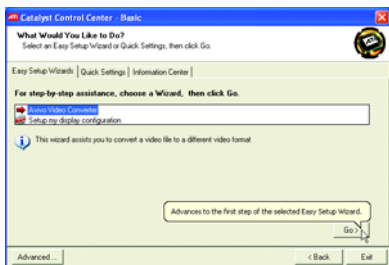 Catalyst Control Center - Basic
What Would You Like to Do?
Select an Easy Setup Wizard or Quick Settings, then click Go.
Easy Setup Wizards
Quick Settings
Information Center
For step-by-step assistance, choose a Wizard, then click Go.
Avivo Video Converter
Setup my display configuration
This wizard assists you to convert a video file to a different video format
Advances to the first step of the selected Easy Setup Wizard.
Go >
Advanced ...
< Back
Exit